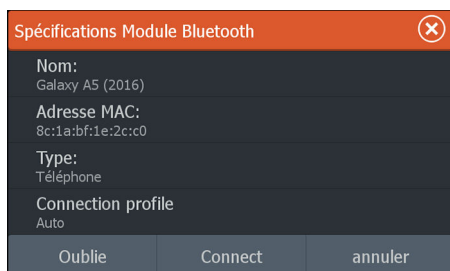 Spécifications Module Bluetooth
Nom:
Galaxy A5 (2016)
Adresse MAC:
8c:1a:bf:1e:2c:c0
Type:
Téléphone
Connection profile
Auto
Oublie Connect annuler